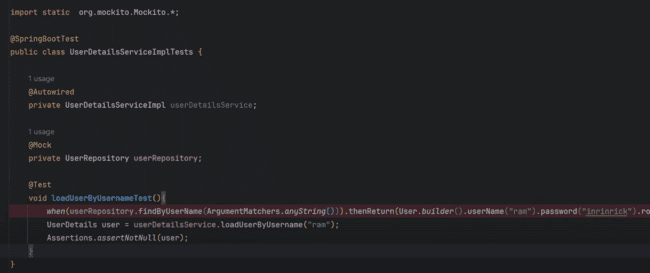 import static org.mockito.Mockito.*;
@SpringBootTest
public class UserDetailsServiceImplTests {
1 usage
@Autowired
private UserDetailsServiceImpl userDetailsService;
1 usage
@Mock
private UserRepository userRepository;
@Test
void loadUserByUsernameTest(){
when(userRepository.findByUserName(ArgumentMatchers.anyString())).thenReturn(User.builder().userName("ram").password("inrinrick").ro
UserDetails user = userDetailsService.loadUserByUsername("ram");
Assertions.assertNotNull(user);
}
}